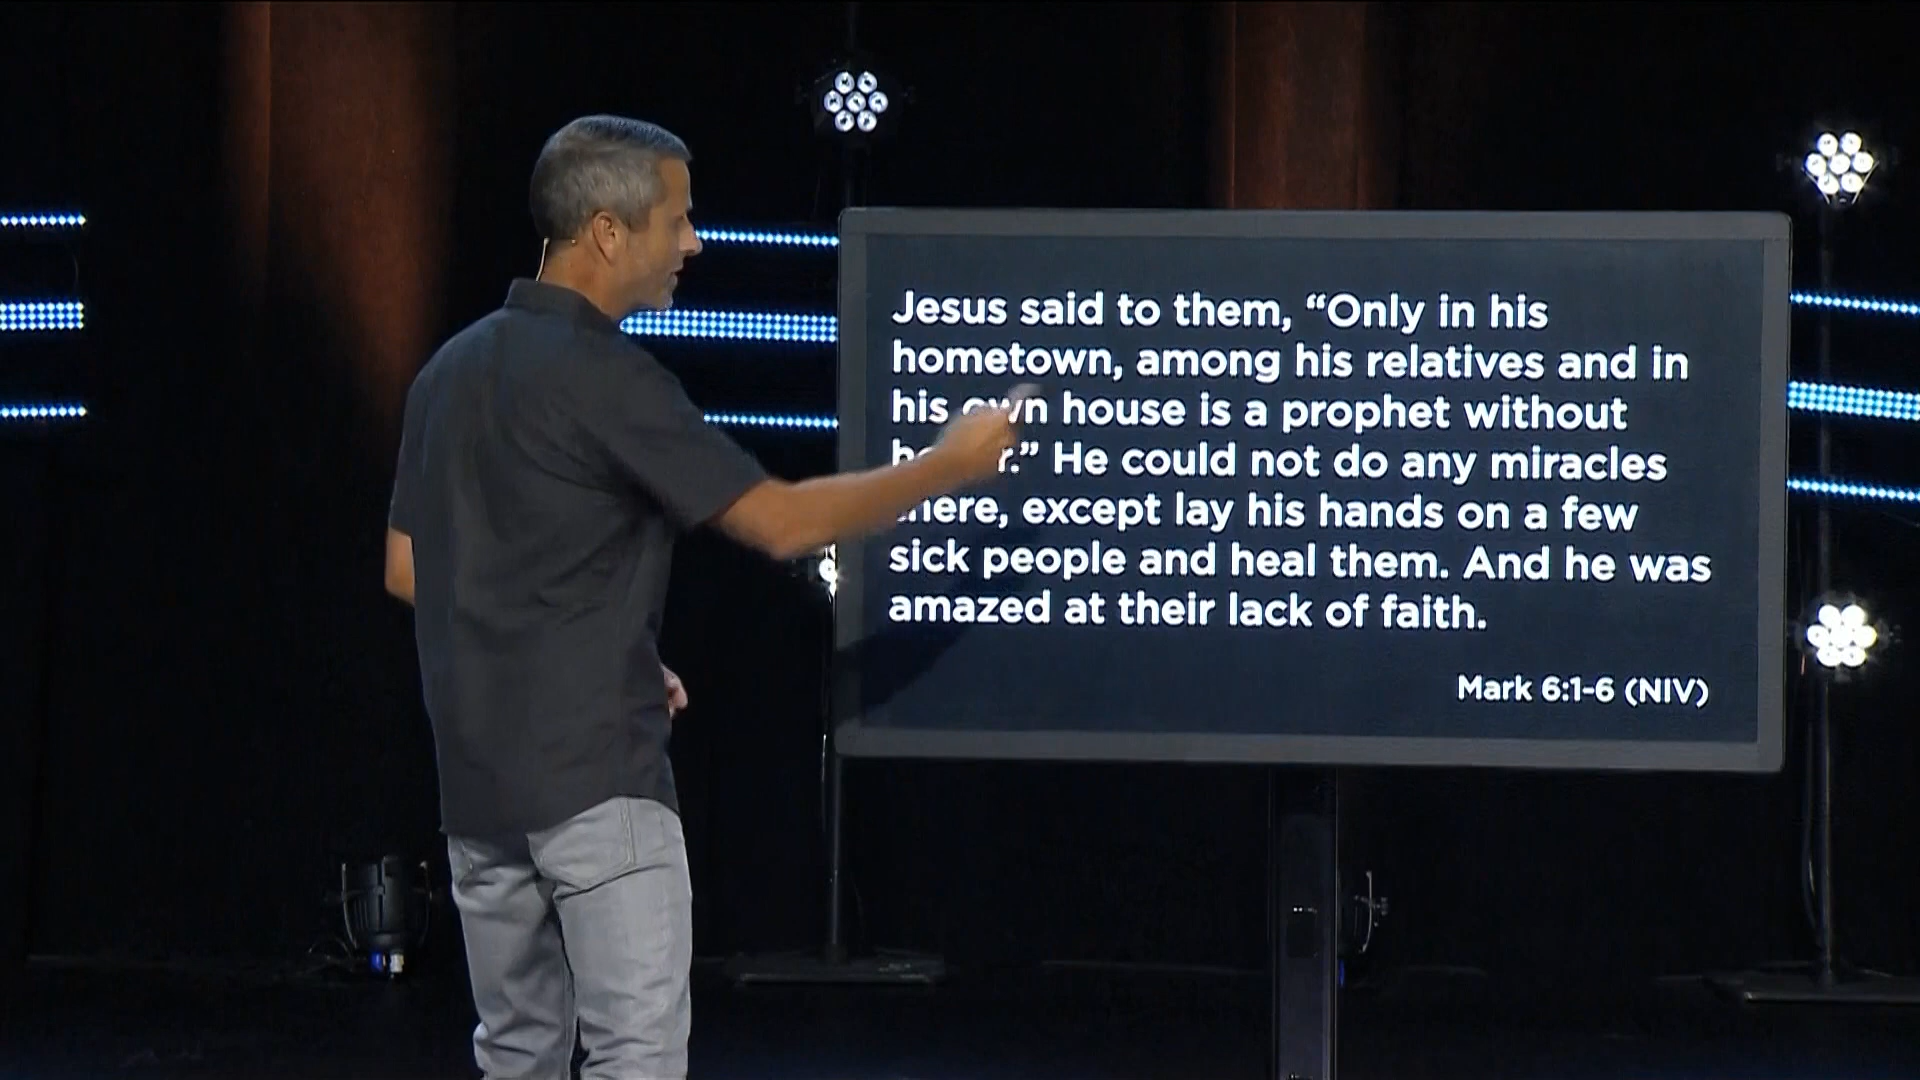 Jesus said to them, “Only in his
hometown, among his relatives and in
his own house is a prophet without
r.” He could not do any miracles
there, except lay his hands on a few
sick people and heal them. And he was
amazed at their lack of faith.
Mark 6:1-6 (NIV)